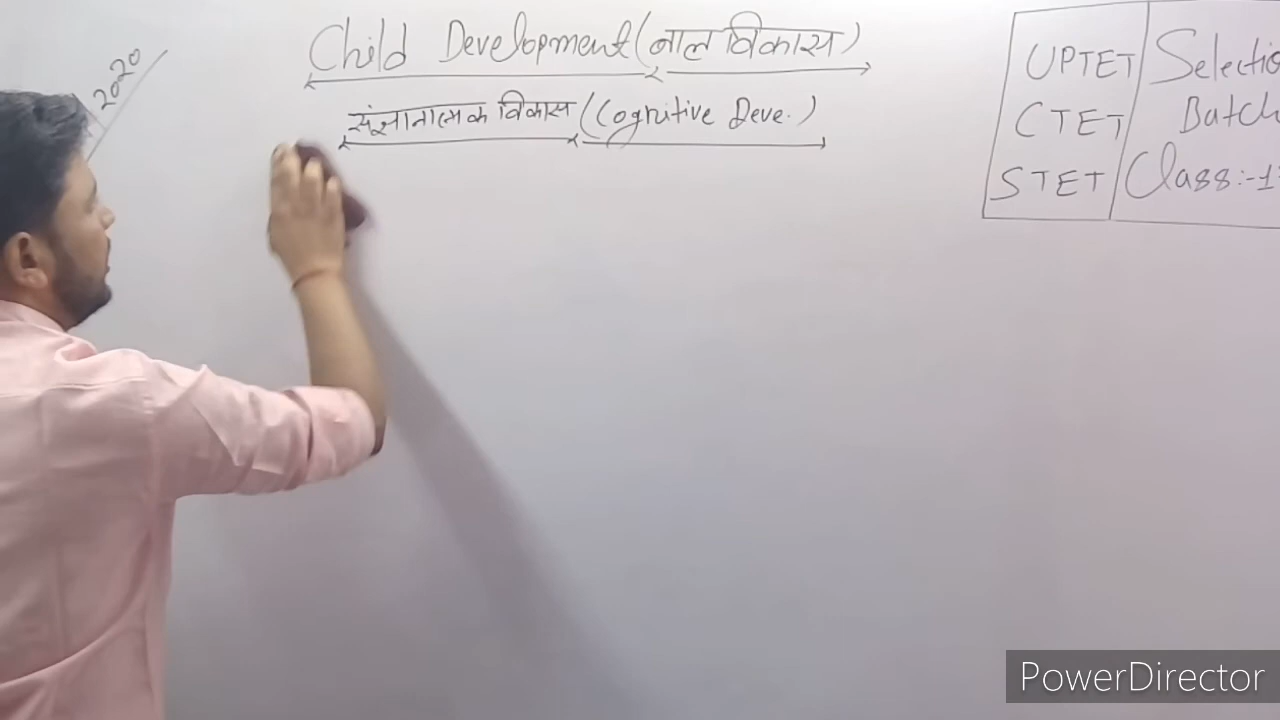 2020
Child Development (बाल विकास)
संज्ञानात्मक विकास (Cognitive Deve.)
UPTET
CTET
STET
Selectio
Batch
Class:-1
PowerDirector